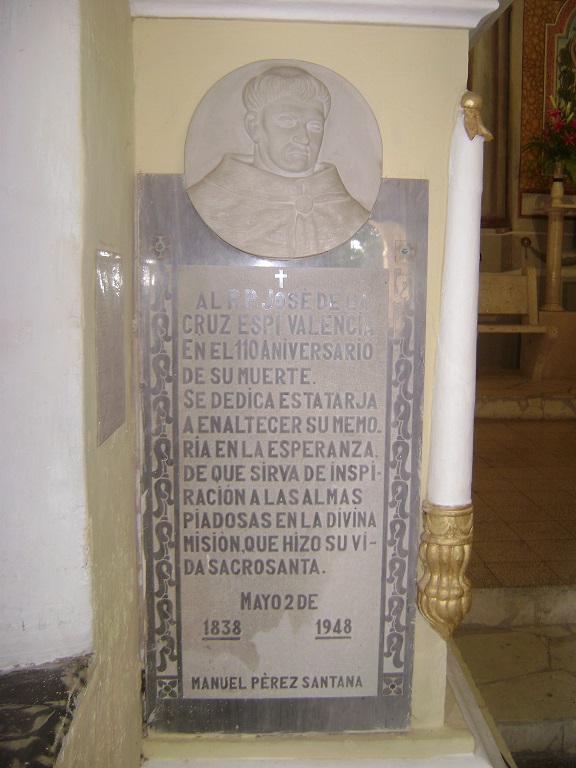 AL R.P. JOSÉ DE LA
CRUZ ESPI VALENCIA
EN EL 110 ANIVERSARIO
DE SU MUERTE.
SE DEDICA ESTA TARJA
A ENALTECER SU MEMO.
RIA EN LA ESPERANZA.
DE QUE SIRVA DE INSPI-
RACIÓN A LAS ALMAS
PIADOSAS EN LA DIVINA
MISIÓN, QUE HIZO SU VI-
DA SACROSANTA.
MAYO 2 DE
1838 1948
MANUEL PÉREZ SANTANA